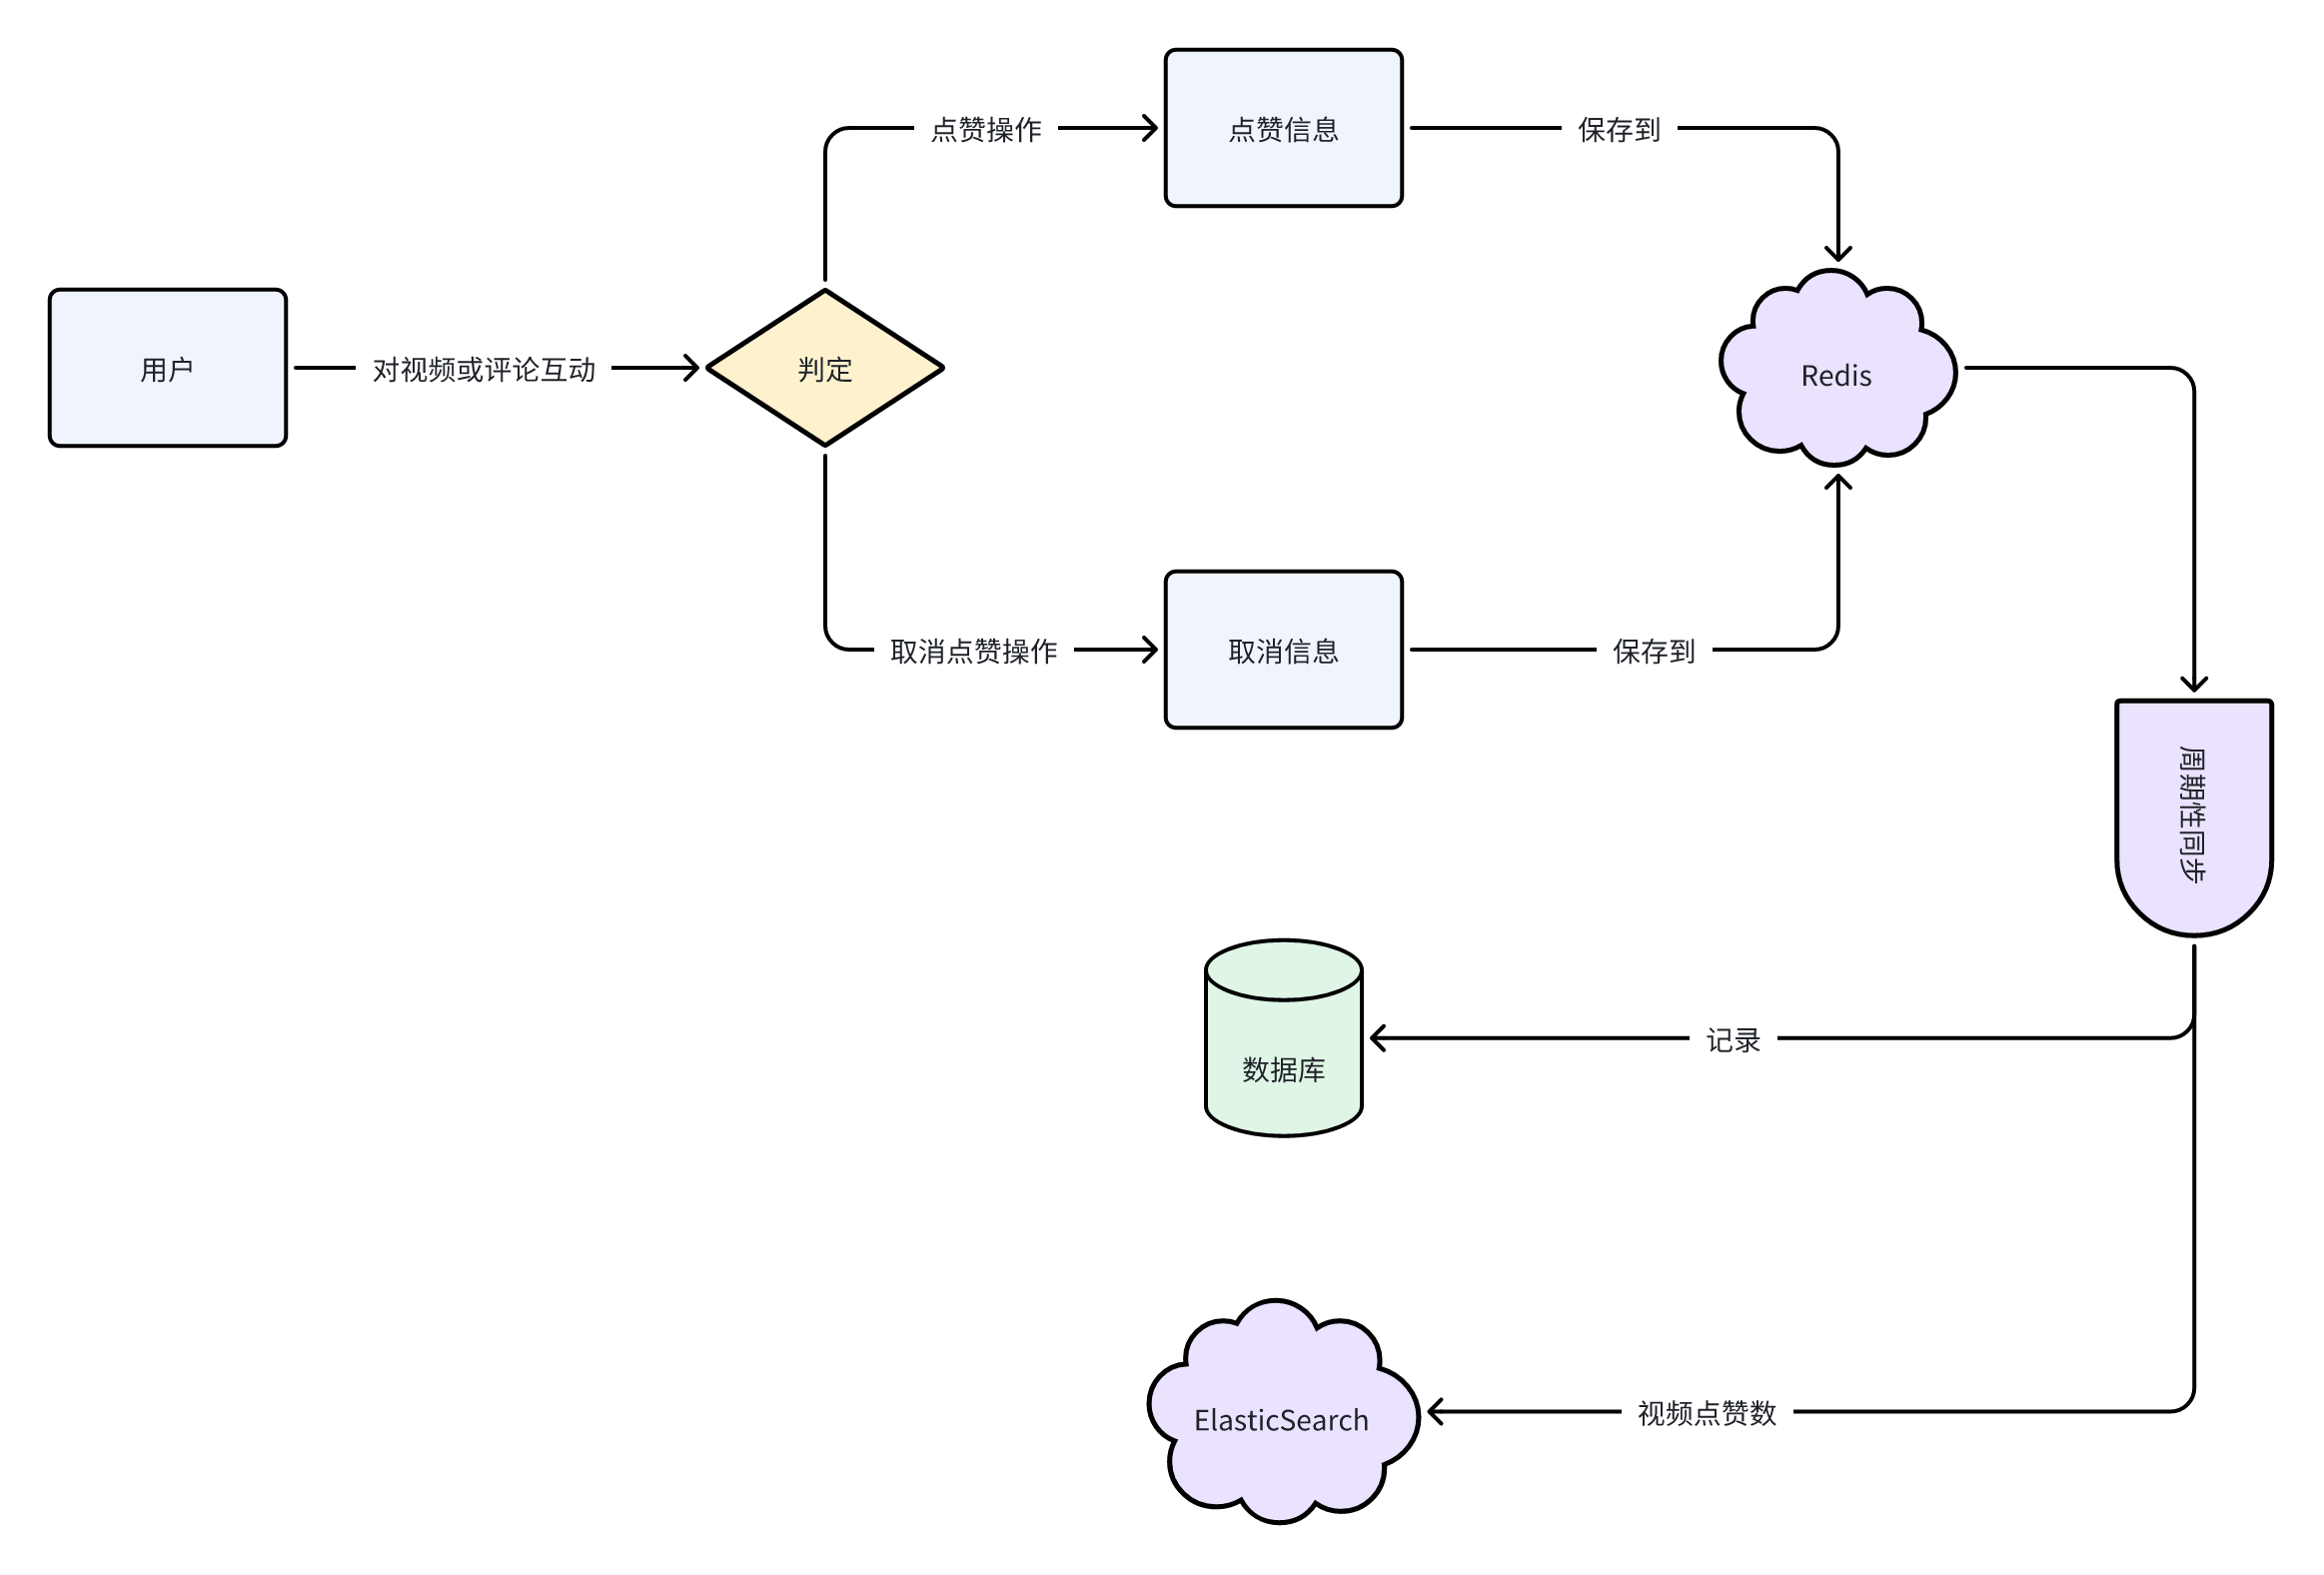 点赞操作
点赞信息
保存到
用户
对视频或评论互动
判定
Redis
取消点赞操作
取消信息
保存到
周期性同步
记录
数据库
视频点赞数
ElasticSearch